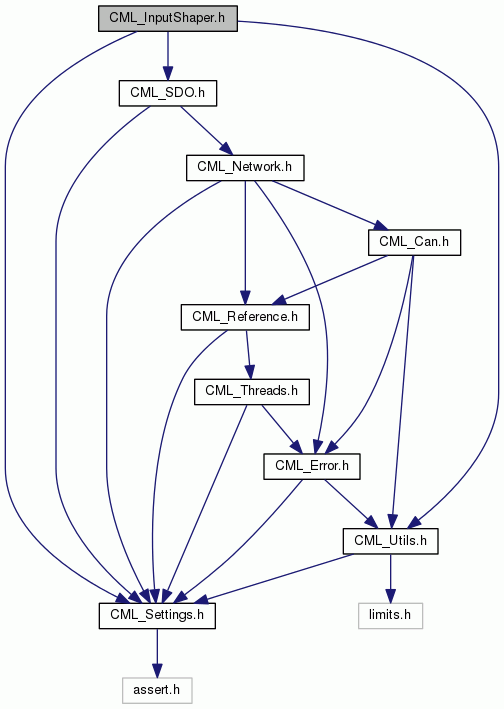 CML_InputShaper.h
CML_SDO.h
CML_Network.h
CML_Can.h
CML_Reference.h
CML_Threads.h
CML_Error.h
CML_Utils.h
CML_Settings.h
limits.h
assert.h